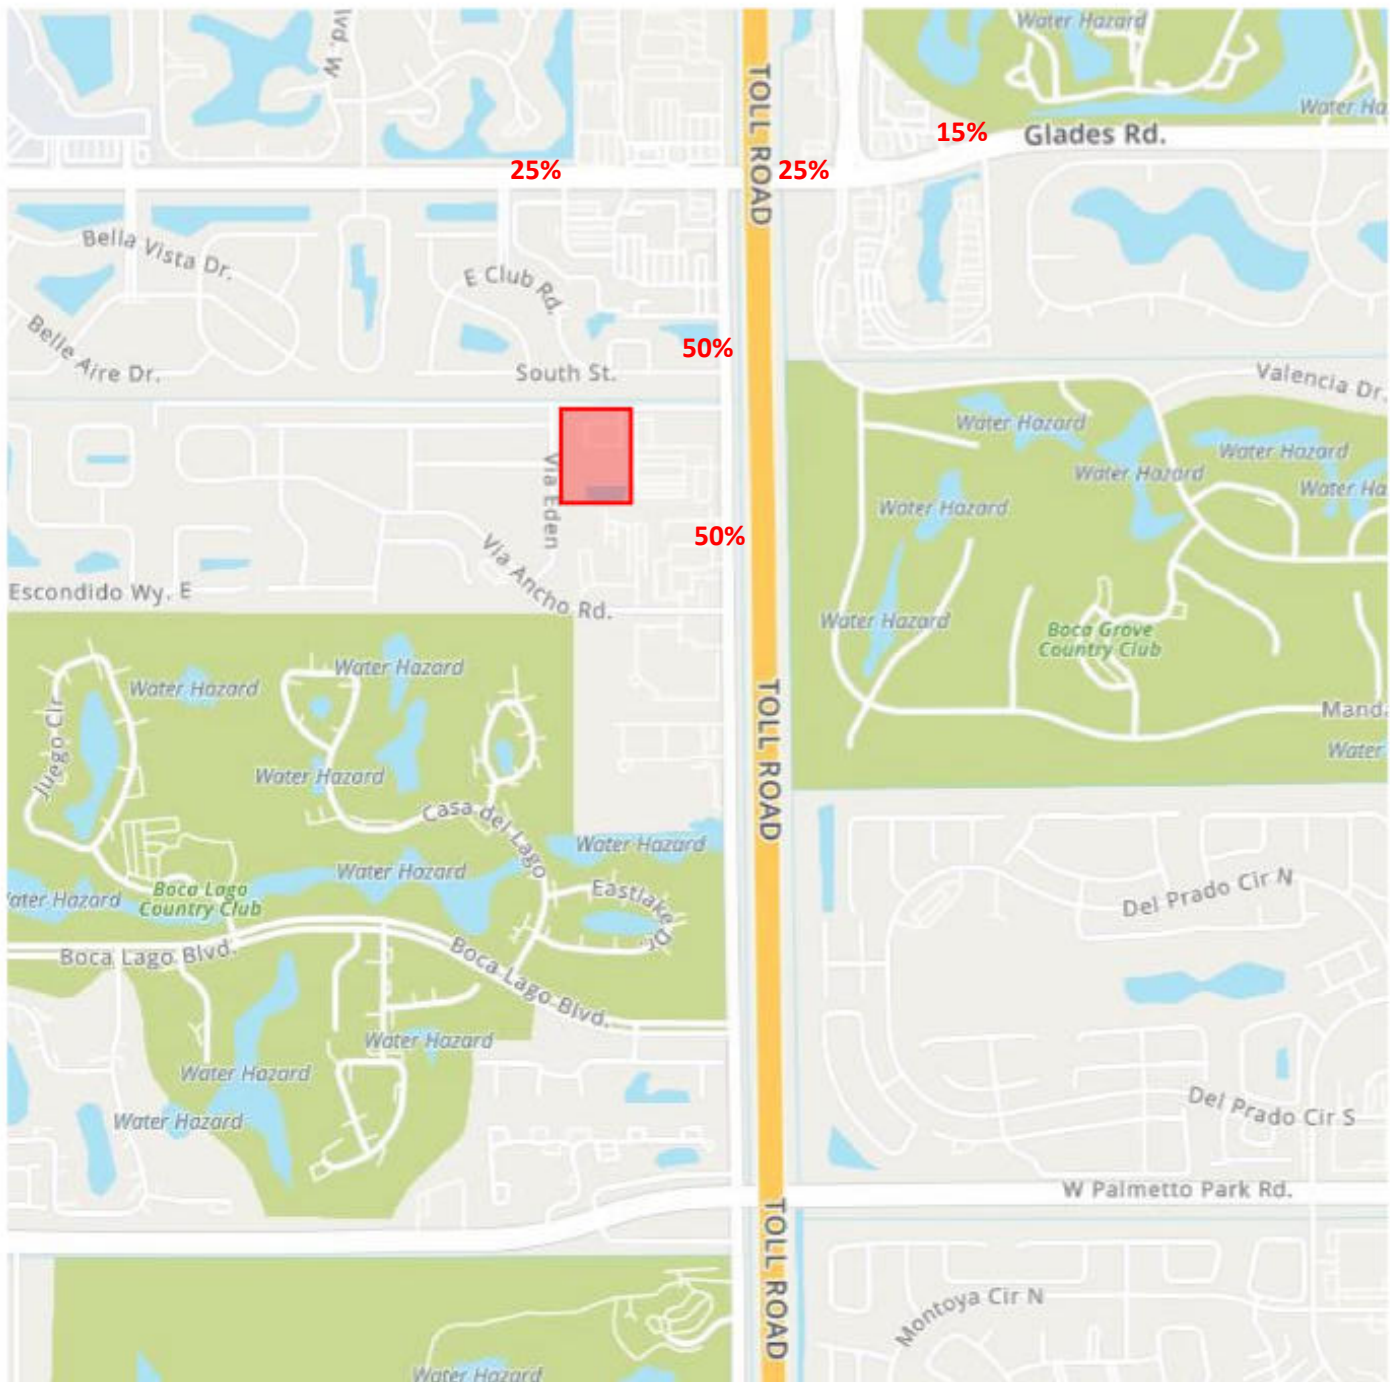 lvd. W
Water Hazard
TOLL ROAD
Water Ha
15%
Glades Rd.
25%
25%
Bella Vista Dr.
E Club Rd.
Belle Aire Dr.
50%
South St.
Valencia Dr.
Water Hazard
Water Hazard
Via Eden
Water Hazard
Water Ha
Water Hazard
50%
Via Ancho Rd.
Escondido Wy. E
Water Hazard
Boca Grove
Country Club
Water Hazard
Water Hazard
Juego Cir
TOLL ROAD
Manda
Water
Water Hazard
Casa del Lago
Water Hazard
Water Hazard
Boca Lago
Country Club
ater Hazard
Eastlake Dr.
Del Prado Cir N
Boca Lago Blvd.
Boca Lago Blvd.
Water Hazard
Water Hazard
Water Hazard
Del Prado Cir S
W Palmetto Park Rd.
TOLL ROAD
Montoya Cir N
Water Hazard